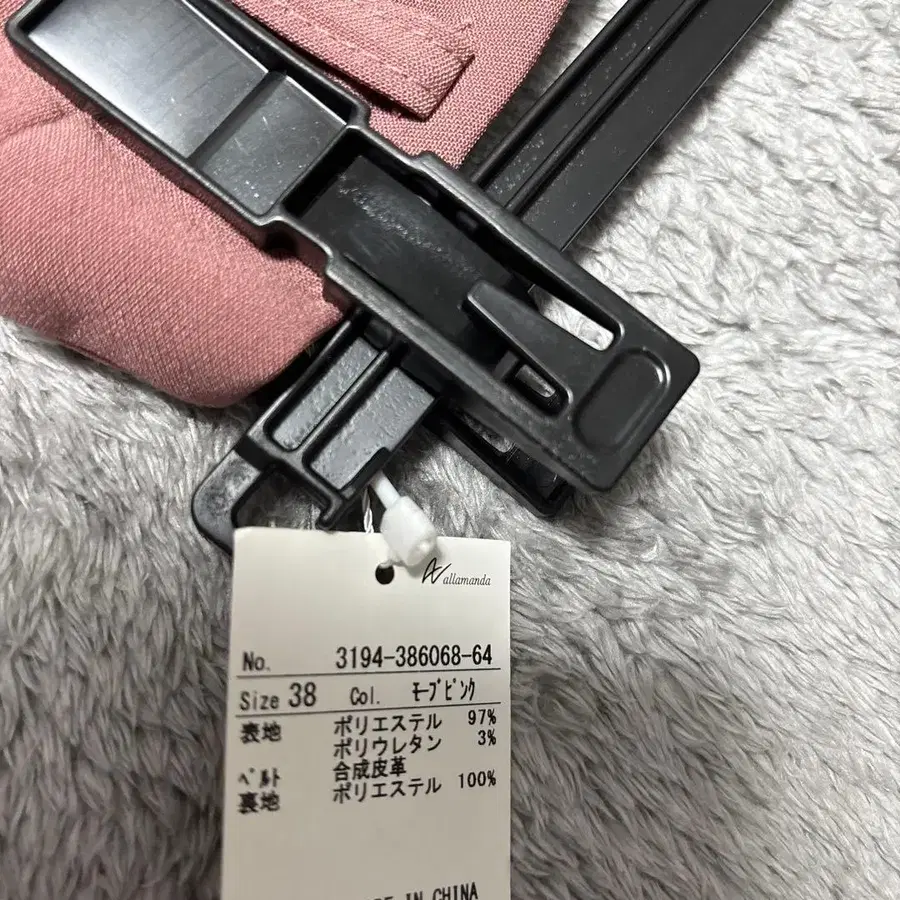 allamanda
No. 3194-386068-64
Size 38 Col. ﾓｰﾌﾞﾋﾟﾝｸ
表地 ポリエステル 97%
ポリウレタン 3%
ﾍﾞﾙﾄ 合成皮革
裏地 ポリエステル 100%
IN CHINA